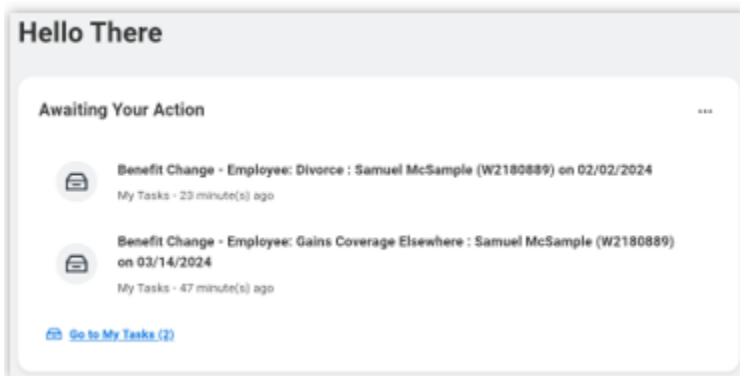 Hello There
Awaiting Your Action
Benefit Change - Employee: Divorce : Samuel McSample (W2180889) on 02/02/2024
My Tasks - 23 minute(s) ago
Benefit Change - Employee: Gains Coverage Elsewhere : Samuel McSample (W2180889)
on 03/14/2024
My Tasks - 47 minute(s) ago
Go to My Tasks (2)